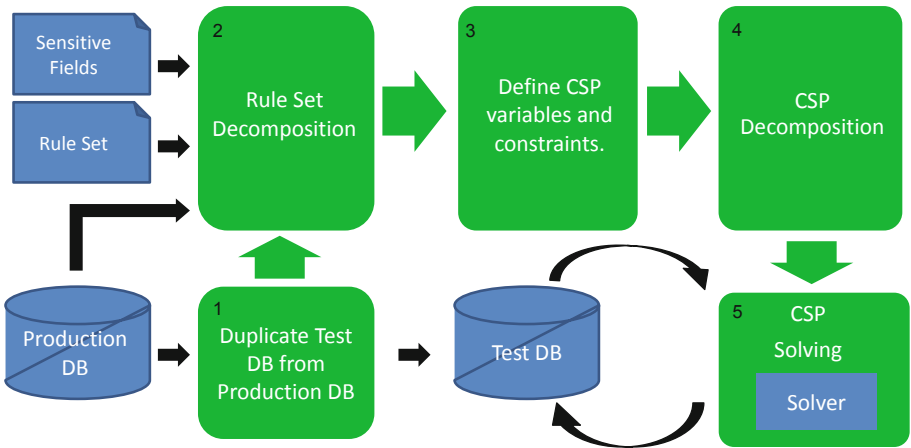 Sensitive
Fields
Rule Set
2
Rule Set
Decomposition
3
Define CSP
variables and
constraints.
4
CSP
Decomposition
Production
DB
1
Duplicate Test
DB from
Production DB
Test DB
5
CSP
Solving
Solver